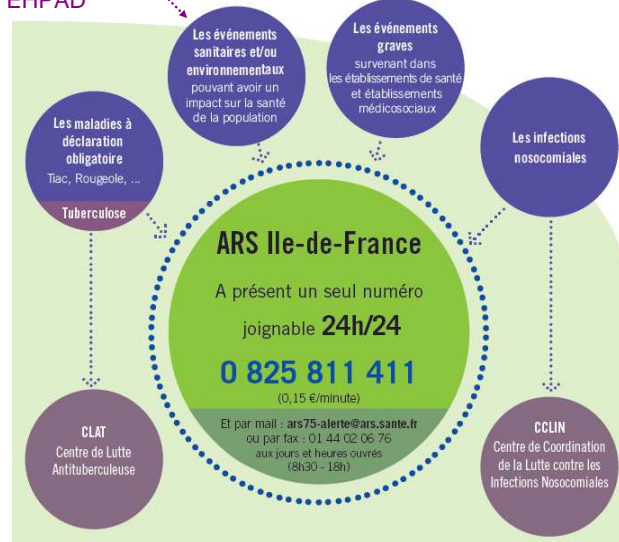 EHPAD
Les événements
sanitaires et/ou
environnementaux
pouvant avoir un
impact sur la santé
de la population
Les événements
graves
survenant dans
les établissements de santé
et établissements
médicosociaux
Les maladies à
déclaration
obligatoire
Tiac, Rougeole, ...
Tuberculose
Les infections
nosocomiales
ARS Ile-de-France
A présent un seul numéro
joignable 24h/24
0 825 811 411
(0,15 €/minute)
Et par mail : ars75-alerte@ars.sante.fr
ou par fax : 01 44 02 06 76
aux jours et heures ouvrés
(8h30 - 18h)
CLAT
Centre de Lutte
Antituberculeuse
CCLIN
Centre de Coordination
de la Lutte contre les
Infections Nosocomiales